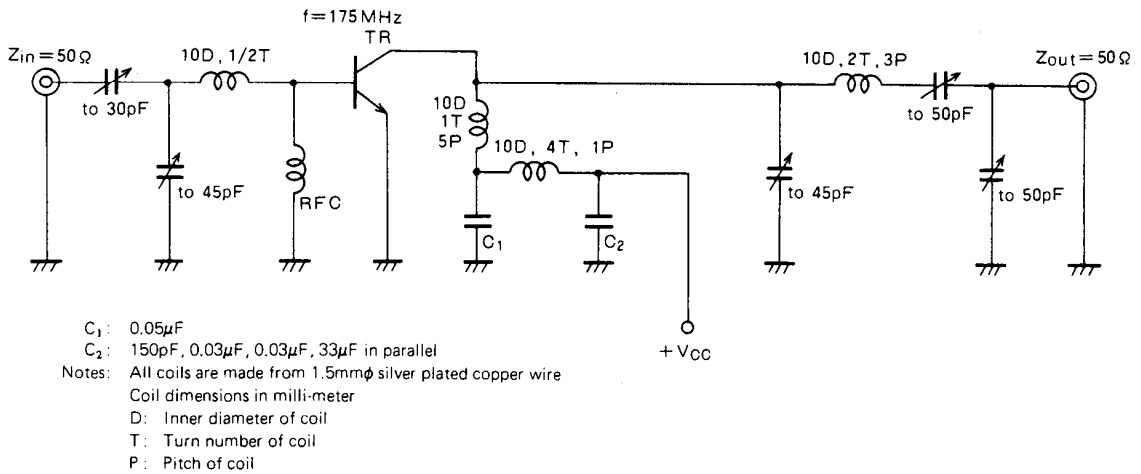 f=175MHz
TR
Zin=50Ω
10D, 1/2T
to 30pF
to 45pF
RFC
10D
1T
5P
10D, 4T, 1P
C1
C2
+VCC
10D, 2T, 3P
to 50pF
Zout=50Ω
to 45pF
to 50pF
C1: 0.05μF
C2: 150pF, 0.03μF, 0.03μF, 33μF in parallel
Notes: All coils are made from 1.5mmϕ silver plated copper wire
Coil dimensions in milli-meter
D: Inner diameter of coil
T: Turn number of coil
P: Pitch of coil